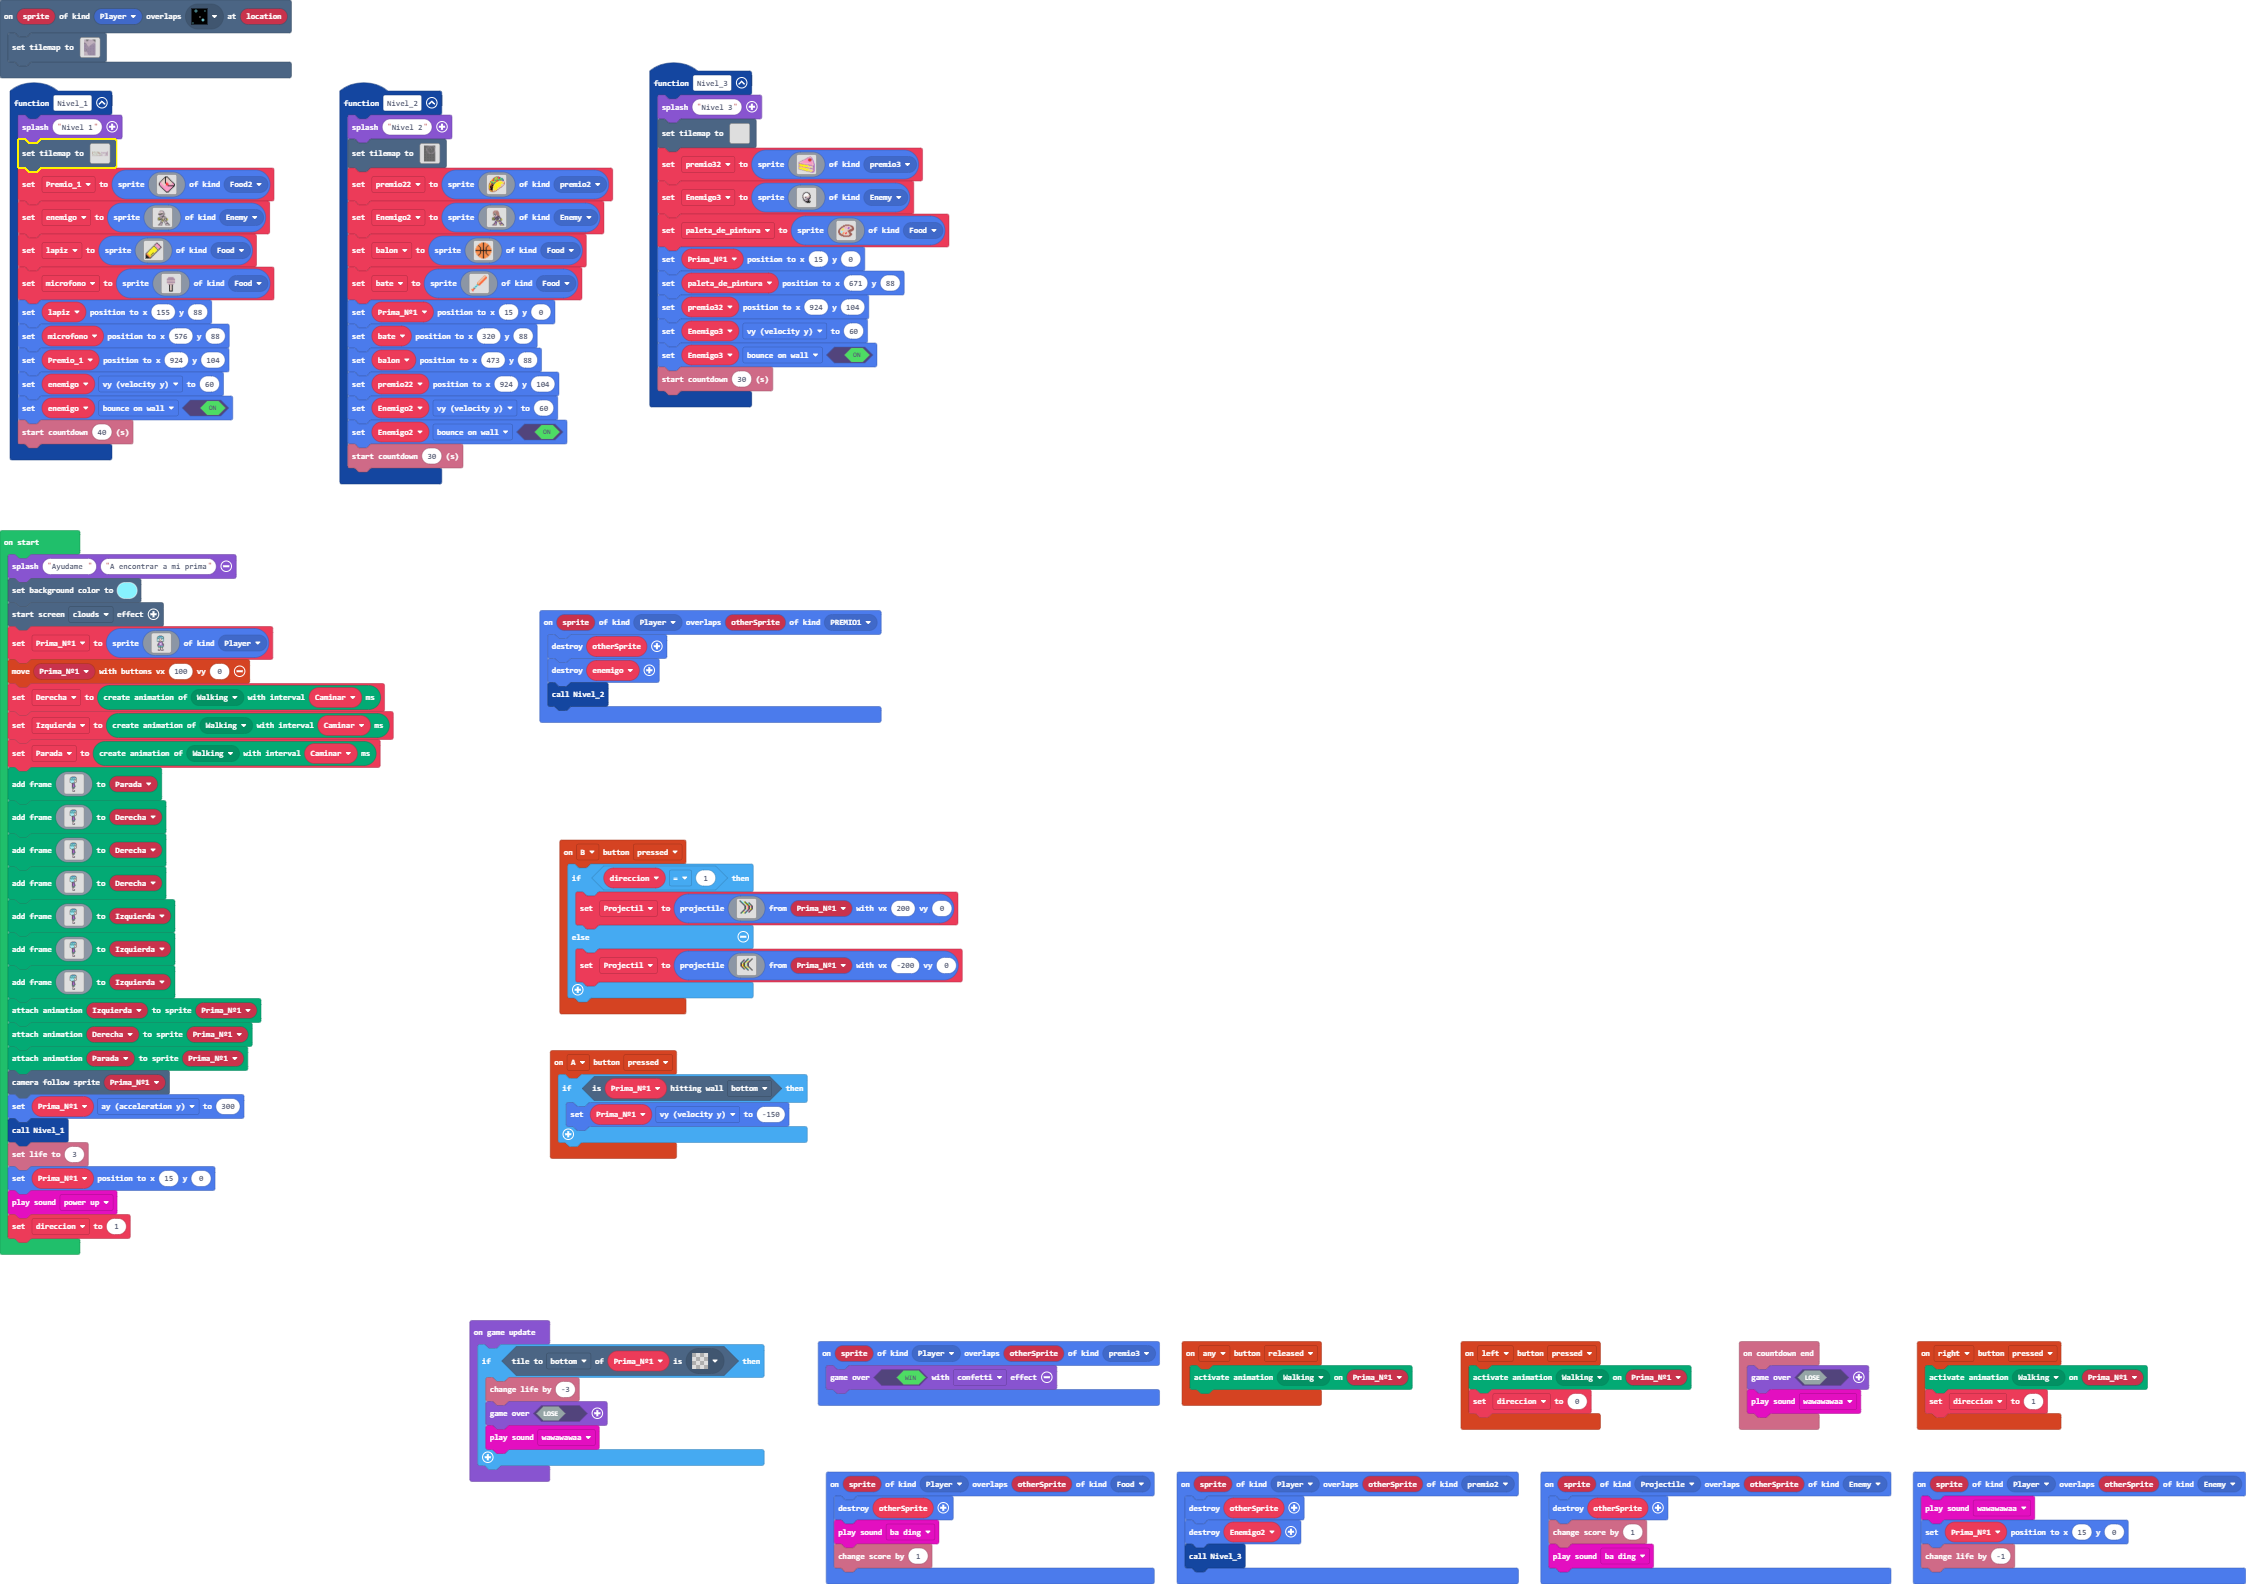 on sprite of kind Player overlaps at location
set tilemap to
function Nivel_1
splash "Nivel 1"
set tilemap to
set Premio_1 to sprite of kind Food2
set enemigo to sprite of kind Enemy
set lapiz to sprite of kind Food
set microfono to sprite of kind Food
set lapiz position to x 155 y 88
set microfono position to x 576 y 88
set Premio_1 position to x 924 y 104
set enemigo vy (velocity y) to 60
set enemigo bounce on wall ON
start countdown 40 (s)
function Nivel_2
splash "Nivel 2"
set tilemap to
set premio22 to sprite of kind premio2
set Enemigo2 to sprite of kind Enemy
set balon to sprite of kind Food
set bate to sprite of kind Food
set Prima_Nº1 position to x 15 y 0
set bate position to x 320 y 88
set balon position to x 473 y 88
set premio22 position to x 924 y 104
set Enemigo2 vy (velocity y) to 60
set Enemigo2 bounce on wall ON
start countdown 30 (s)
function Nivel_3
splash "Nivel 3"
set tilemap to
set premio32 to sprite of kind premio3
set Enemigo3 to sprite of kind Enemy
set paleta_de_pintura to sprite of kind Food
set Prima_Nº1 position to x 15 y 0
set paleta_de_pintura position to x 671 y 88
set premio32 position to x 924 y 104
set Enemigo3 vy (velocity y) to 60
set Enemigo3 bounce on wall ON
start countdown 30 (s)
on start
splash "Ayudame " "A encontrar a mi prima"
set background color to
start screen clouds effect
set Prima_Nº1 to sprite of kind Player
move Prima_Nº1 with buttons vx 100 vy 0
set Derecha to create animation of Walking with interval Caminar ms
set Izquierda to create animation of Walking with interval Caminar ms
set Parada to create animation of Walking with interval Caminar ms
add frame to Parada
add frame to Derecha
add frame to Derecha
add frame to Derecha
add frame to Izquierda
add frame to Izquierda
add frame to Izquierda
attach animation Izquierda to sprite Prima_Nº1
attach animation Derecha to sprite Prima_Nº1
attach animation Parada to sprite Prima_Nº1
camera follow sprite Prima_Nº1
set Prima_Nº1 ay (acceleration y) to 300
call Nivel_1
set life to 3
set Prima_Nº1 position to x 15 y 0
play sound power up
set direccion to 1
on sprite of kind Player overlaps otherSprite of kind PREMIO1
destroy otherSprite
destroy enemigo
call Nivel_2
on B button pressed
if direccion = 1 then
set Projectil to projectile from Prima_Nº1 with vx 200 vy 0
else
set Projectil to projectile from Prima_Nº1 with vx -200 vy 0
on A button pressed
if is Prima_Nº1 hitting wall bottom then
set Prima_Nº1 vy (velocity y) to -150
on game update
if tile to bottom of Prima_Nº1 is then
change life by -3
game over LOSE
play sound wawawawaa
on sprite of kind Player overlaps otherSprite of kind premio3
game over WIN with confetti effect
on any button released
activate animation Walking on Prima_Nº1
on left button pressed
activate animation Walking on Prima_Nº1
set direccion to 0
on countdown end
game over LOSE
play sound wawawawaa
on right button pressed
activate animation Walking on Prima_Nº1
set direccion to 1
on sprite of kind Player overlaps otherSprite of kind Food
destroy otherSprite
play sound ba ding
change score by 1
on sprite of kind Player overlaps otherSprite of kind premio2
destroy otherSprite
destroy Enemigo2
call Nivel_3
on sprite of kind Projectile overlaps otherSprite of kind Enemy
destroy otherSprite
change score by 1
play sound ba ding
on sprite of kind Player overlaps otherSprite of kind Enemy
play sound wawawawaa
set Prima_Nº1 position to x 15 y 0
change life by -1